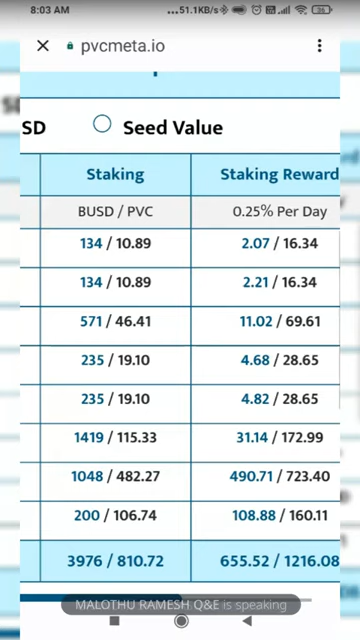 8:03 AM ...51.1KB/s 36
pvcmeta.io
SD Seed Value
Staking Staking Reward
BUSD / PVC 0.25% Per Day
134 / 10.89 2.07 / 16.34
134 / 10.89 2.21 / 16.34
571 / 46.41 11.02 / 69.61
235 / 19.10 4.68 / 28.65
235 / 19.10 4.82 / 28.65
1419 / 115.33 31.14 / 172.99
1048 / 482.27 490.71 / 723.40
200 / 106.74 108.88 / 160.11
3976 / 810.72 655.52 / 1216.08
MALOTHU RAMESH Q&E is speaking